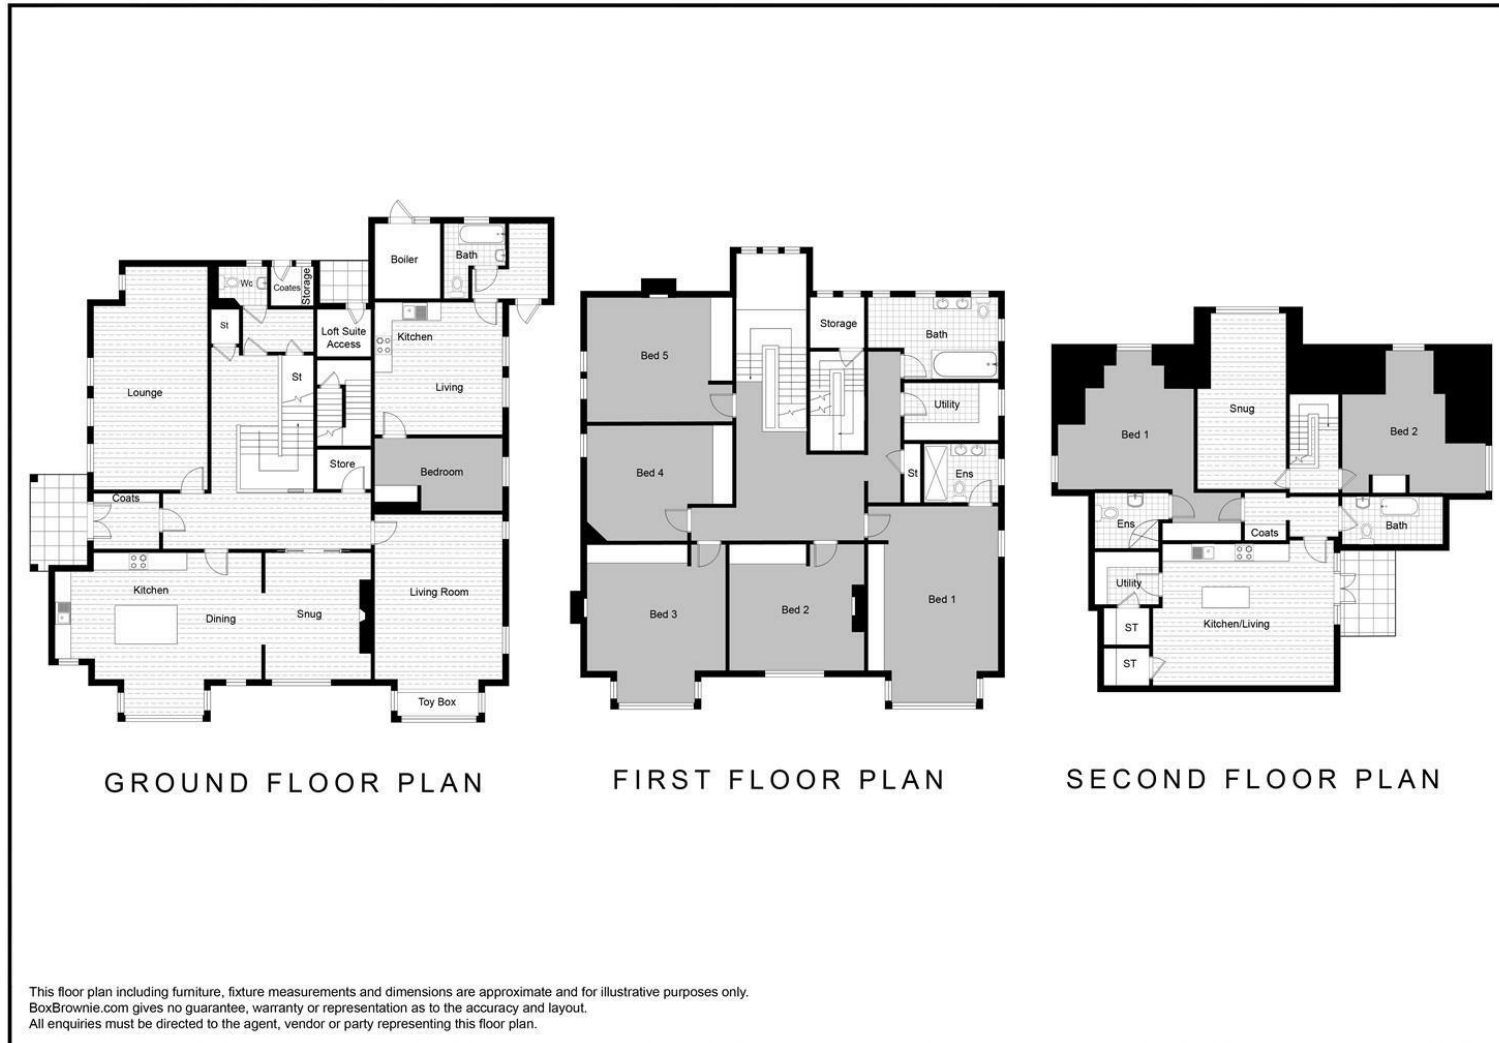 Boiler
Bath
Wc
Coates
Storage
St
Loft Suite
Access
Kitchen
St
Living
Lounge
Store
Bedroom
Coats
Kitchen
Dining
Snug
Living Room
Toy Box
GROUND FLOOR PLAN
Storage
Bath
Bed 5
Utility
Bed 4
St
Ens
Bed 3
Bed 2
Bed 1
FIRST FLOOR PLAN
Snug
Bed 1
Bed 2
Ens
Coats
Bath
Utility
Kitchen/Living
ST
ST
SECOND FLOOR PLAN
This floor plan including furniture, fixture measurements and dimensions are approximate and for illustrative purposes only.
BoxBrownie.com gives no guarantee, warranty or representation as to the accuracy and layout.
All enquiries must be directed to the agent, vendor or party representing this floor plan.